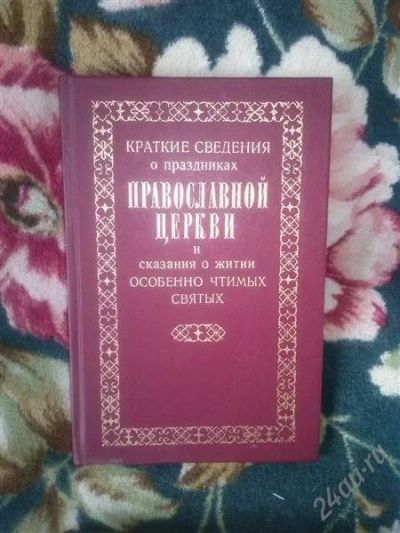 КРАТКИЕ СВЕДЕНИЯ
о праздниках
ПРАВОСЛАВНОЙ
ЦЕРКВИ
и
сказания о житии
ОСОБЕННО ЧТИМЫХ
СВЯТЫХ
24au.ru